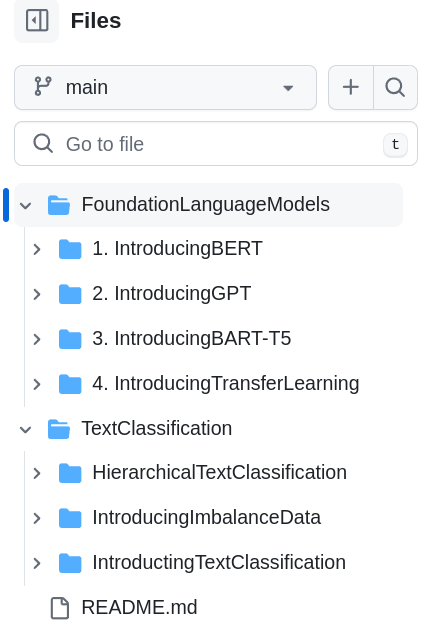 Files
main
Go to file
t
FoundationLanguageModels
1. IntroducingBERT
2. IntroducingGPT
3. IntroducingBART-T5
4. IntroducingTransferLearning
TextClassification
HierarchicalTextClassification
IntroducingImbalanceData
IntroductingTextClassification
README.md